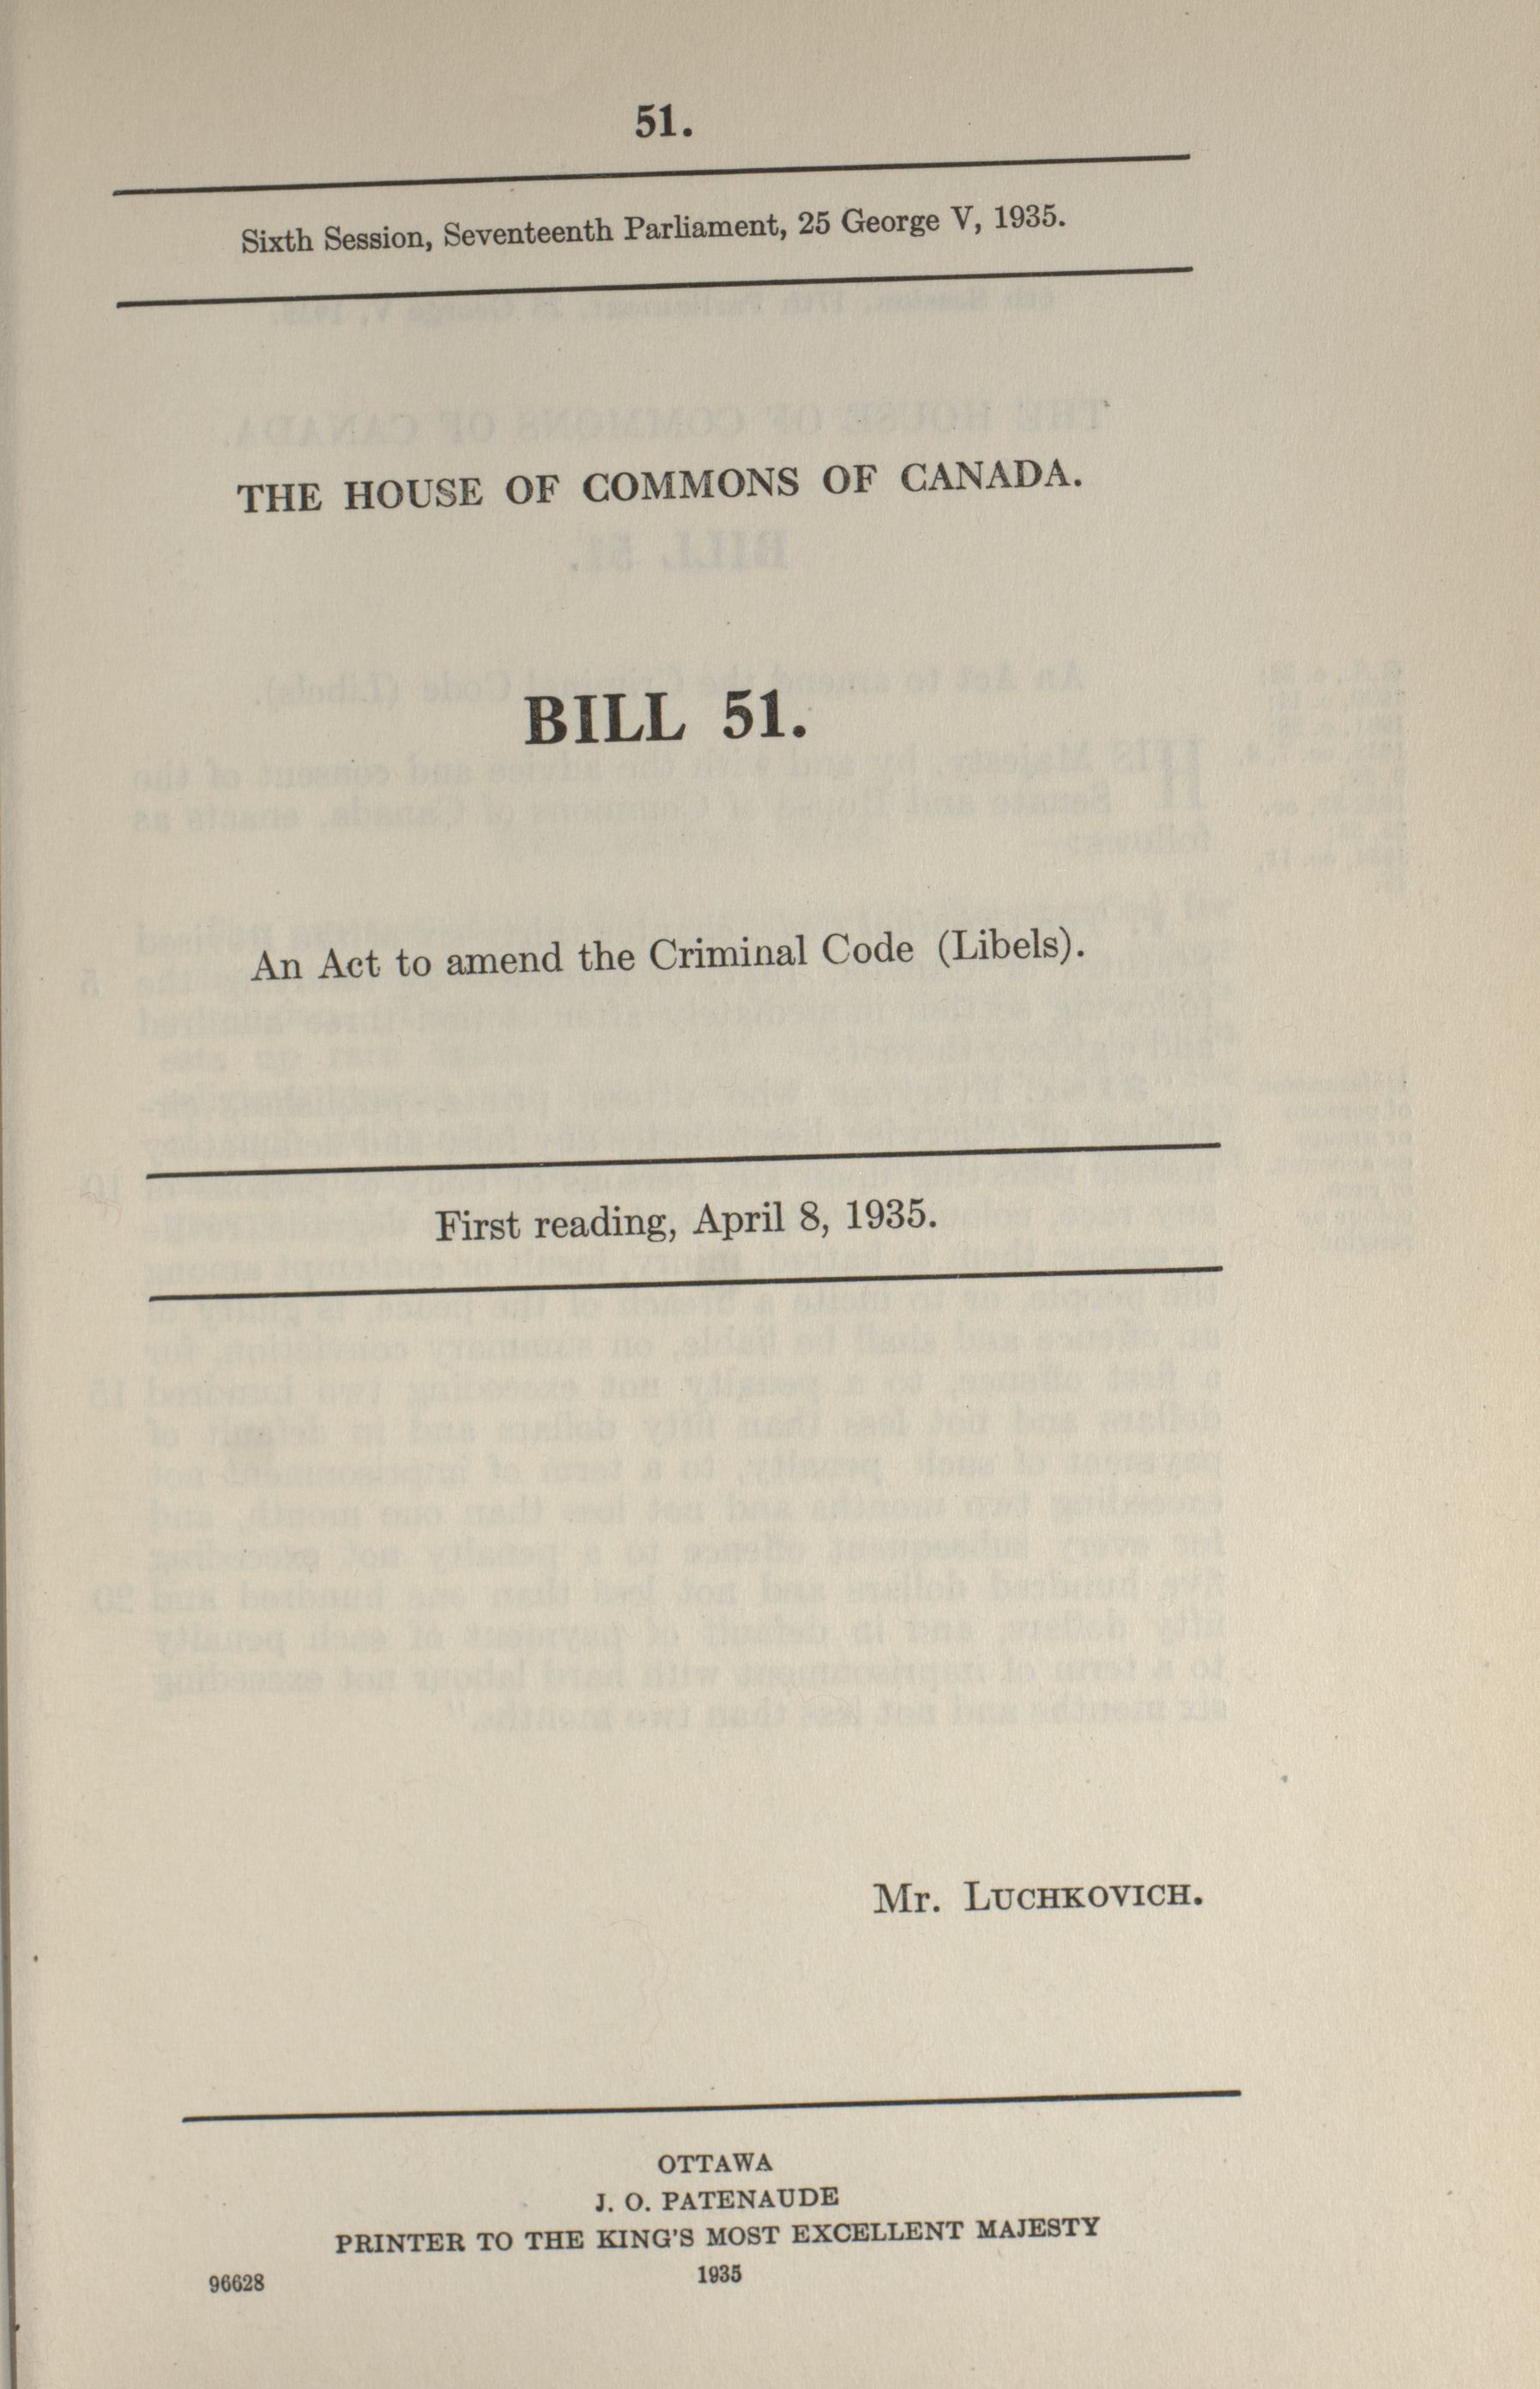 51.
Sixth Session, Seventeenth Parliament, 25 George V, 1935.
THE HOUSE OF COMMONS OF CANADA.
BILL 51.
An Act to amend the Criminal Code (Libels).
First reading, April 8, 1935.
Mr. LUCHKOVICH.
OTTAWA
J. O. PATENAUDE
PRINTER TO THE KING'S MOST EXCELLENT MAJESTY
1935
96628